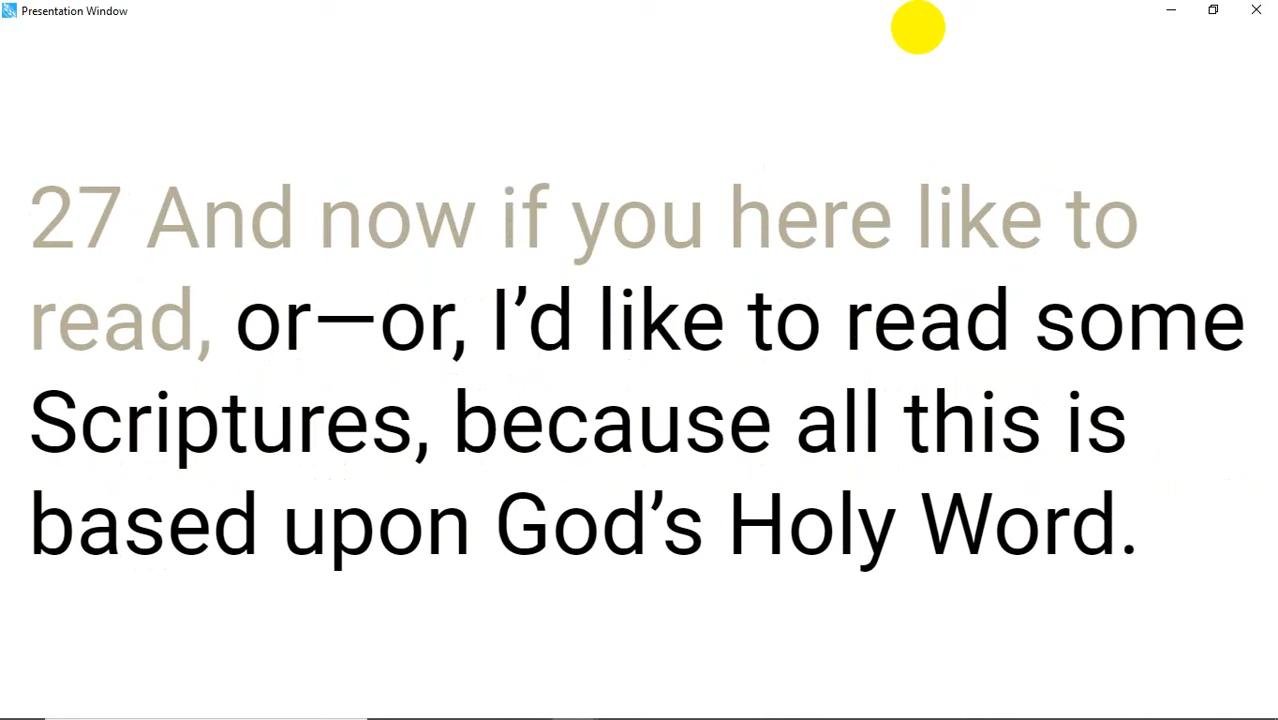 Presentation Window
27 And now if you here like to
read, or—or, I’d like to read some
Scriptures, because all this is
based upon God’s Holy Word.